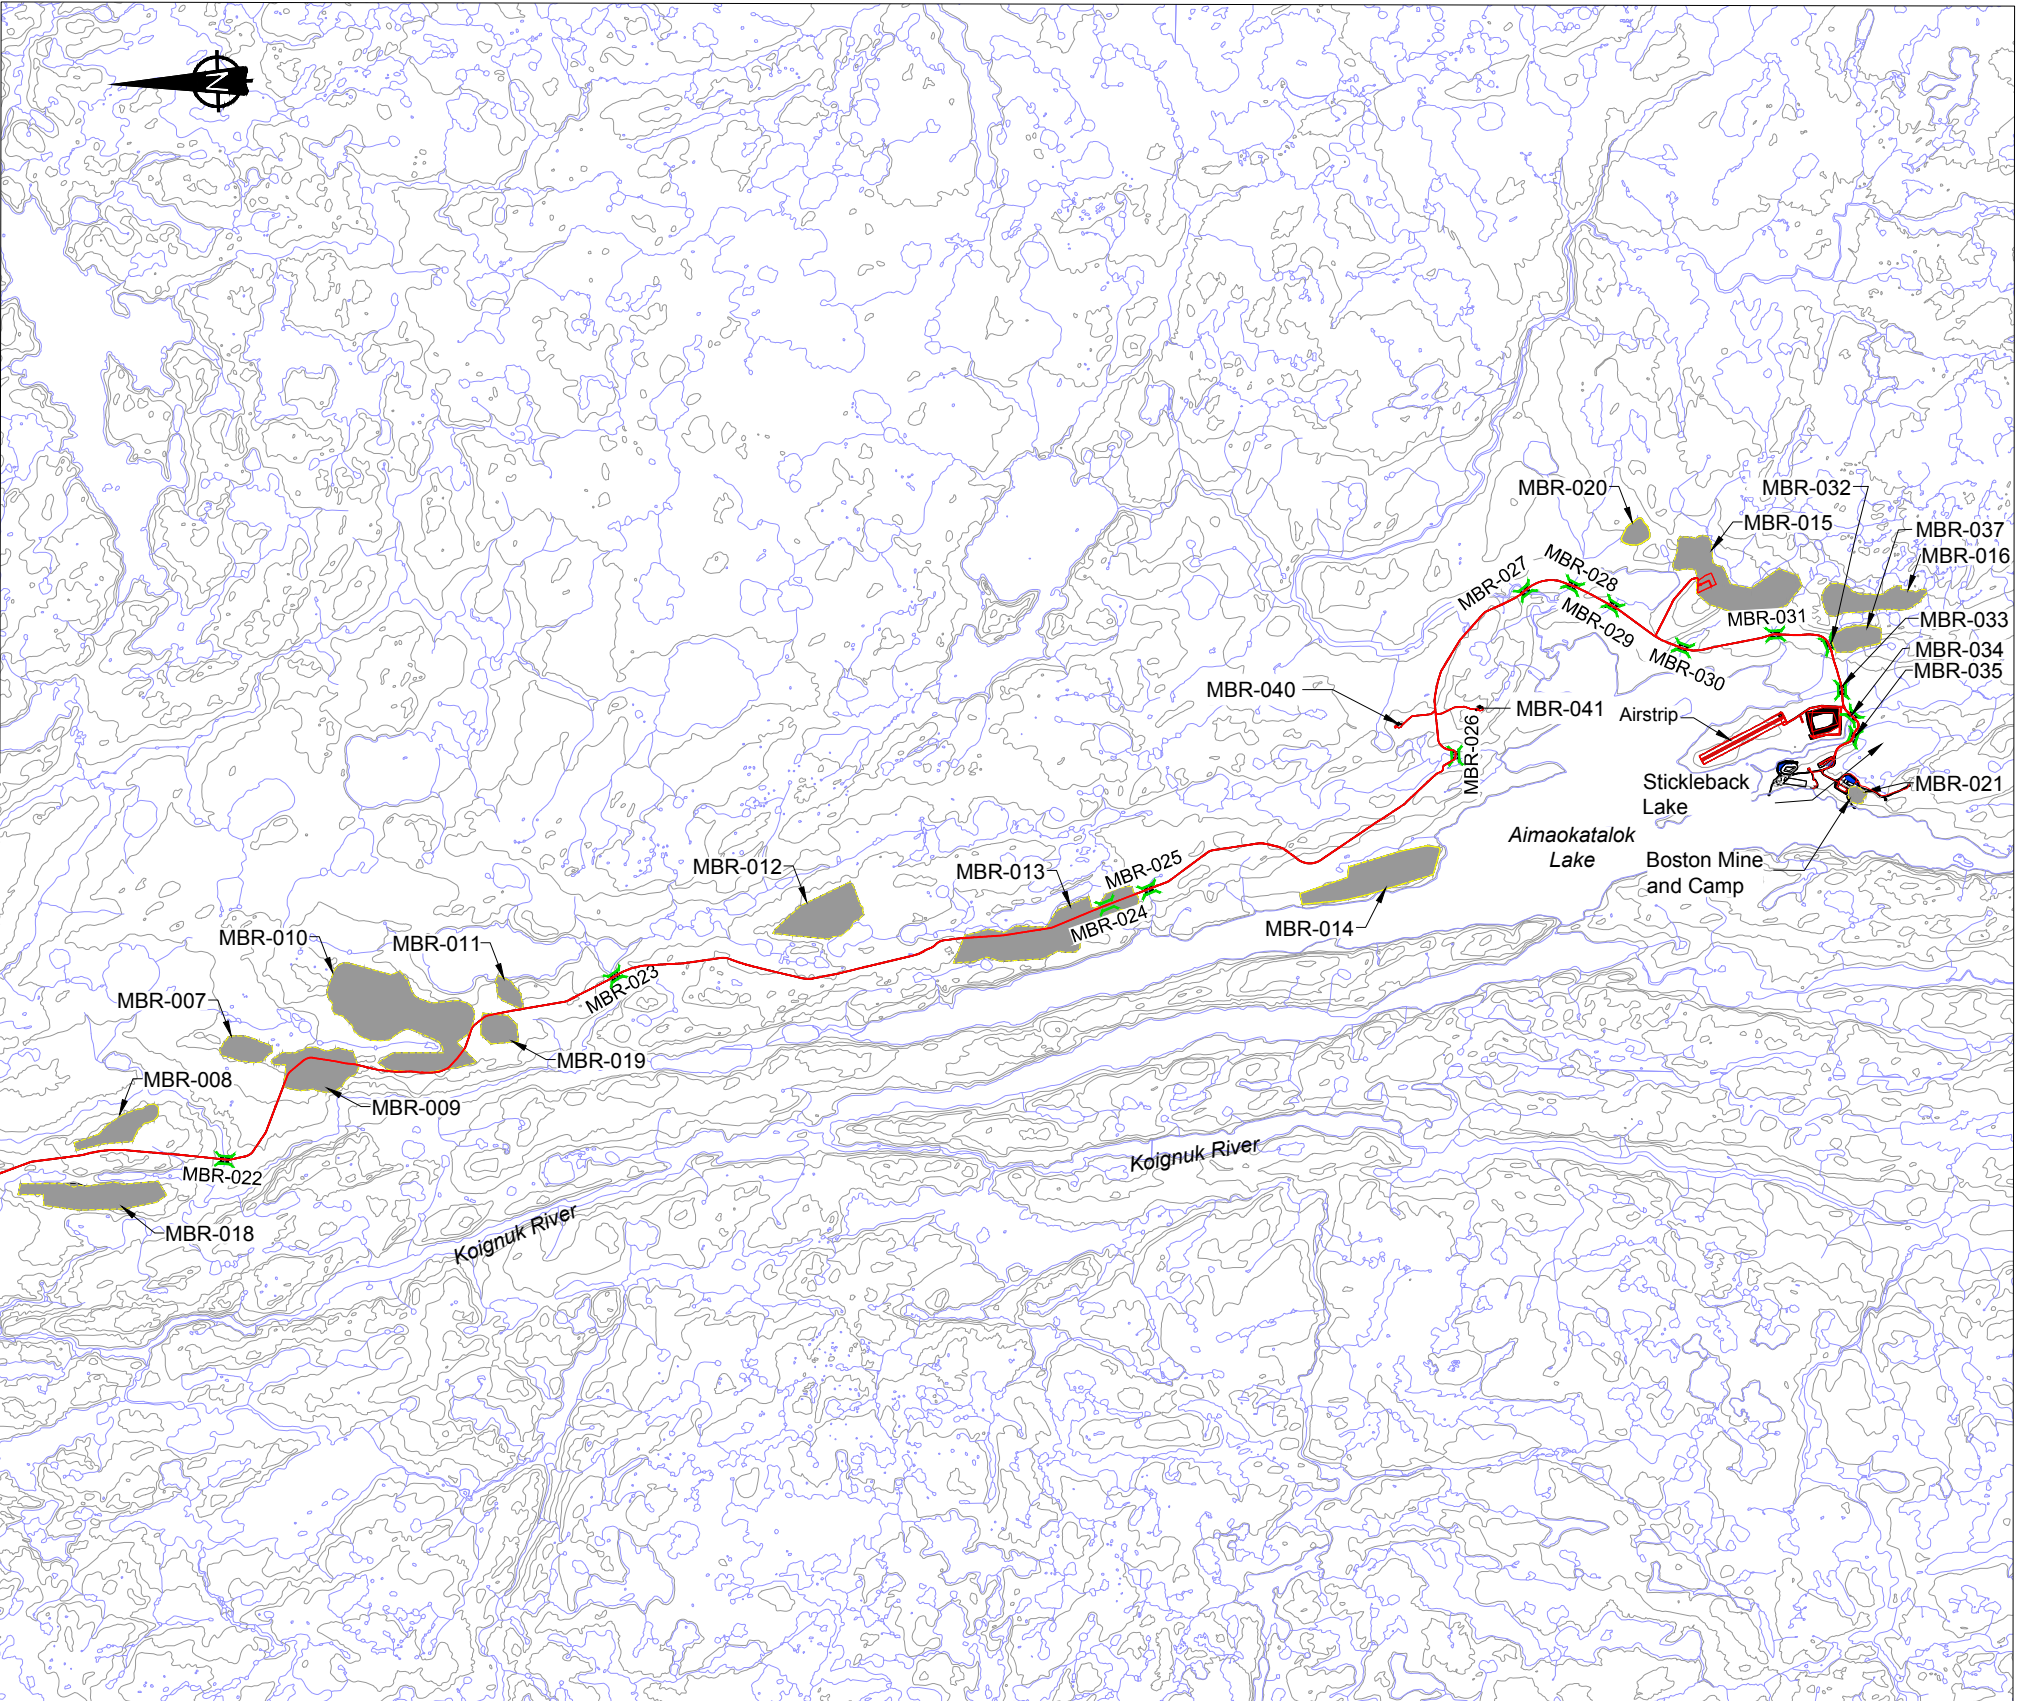 N
MBR-020
MBR-032
MBR-015
MBR-037
MBR-016
MBR-027
MBR-028
MBR-029
MBR-031
MBR-033
MBR-030
MBR-034
MBR-035
MBR-040
MBR-041
Airstrip
MBR-026
Stickleback
Lake
MBR-021
Aimaokatalok
Lake
Boston Mine
and Camp
MBR-012
MBR-013
MBR-025
MBR-024
MBR-014
MBR-010
MBR-011
MBR-023
MBR-007
MBR-019
MBR-008
MBR-009
MBR-022
Koignuk River
Koignuk River
MBR-018